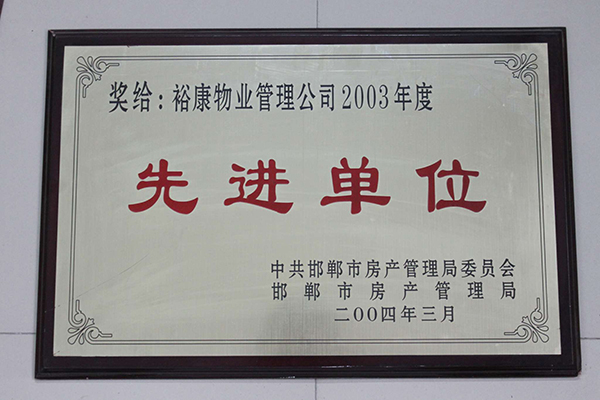 奖给：裕康物业管理公司2003年度
先进单位
中共邯郸市房产管理局委员会
邯郸市房产管理局
二00四年三月